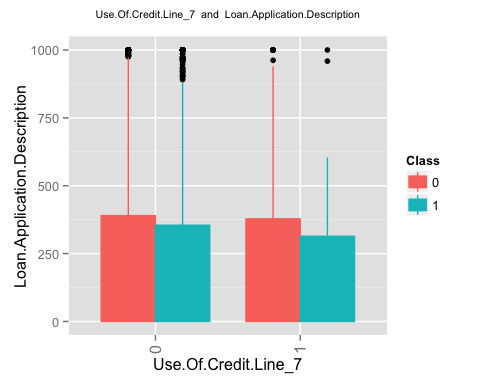 Use.Of.Credit.Line_7 and Loan.Application.Description
1000
750
500
250
0
Loan.Application.Description
0
1
Use.Of.Credit.Line_7
Class
0
1